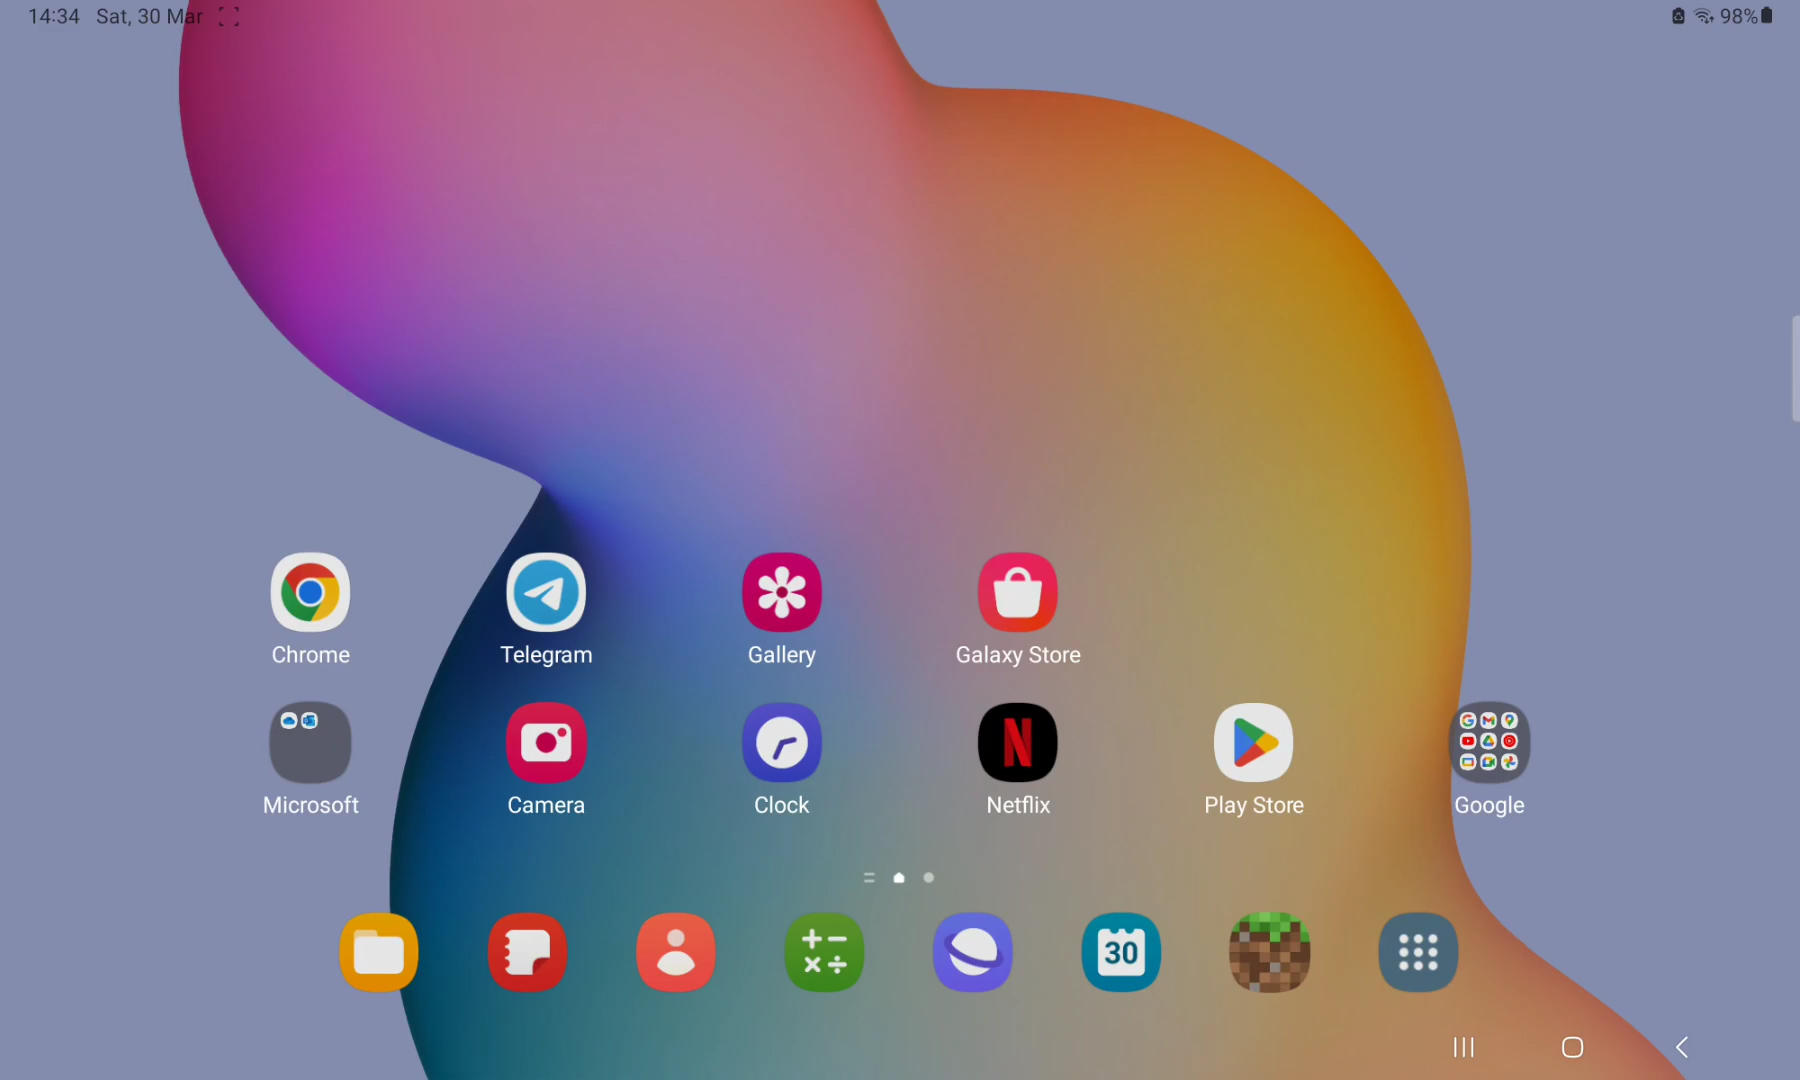 14:34 Sat, 30 Mar
98%
Chrome
Telegram
Gallery
Galaxy Store
Microsoft
Camera
Clock
Netflix
Play Store
Google
30